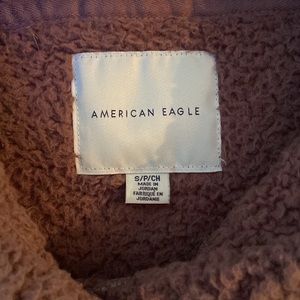 AMERICAN EAGLE
S/P/CH
MADE IN
JORDAN
FABRIQUÉ EN
JORDANIE